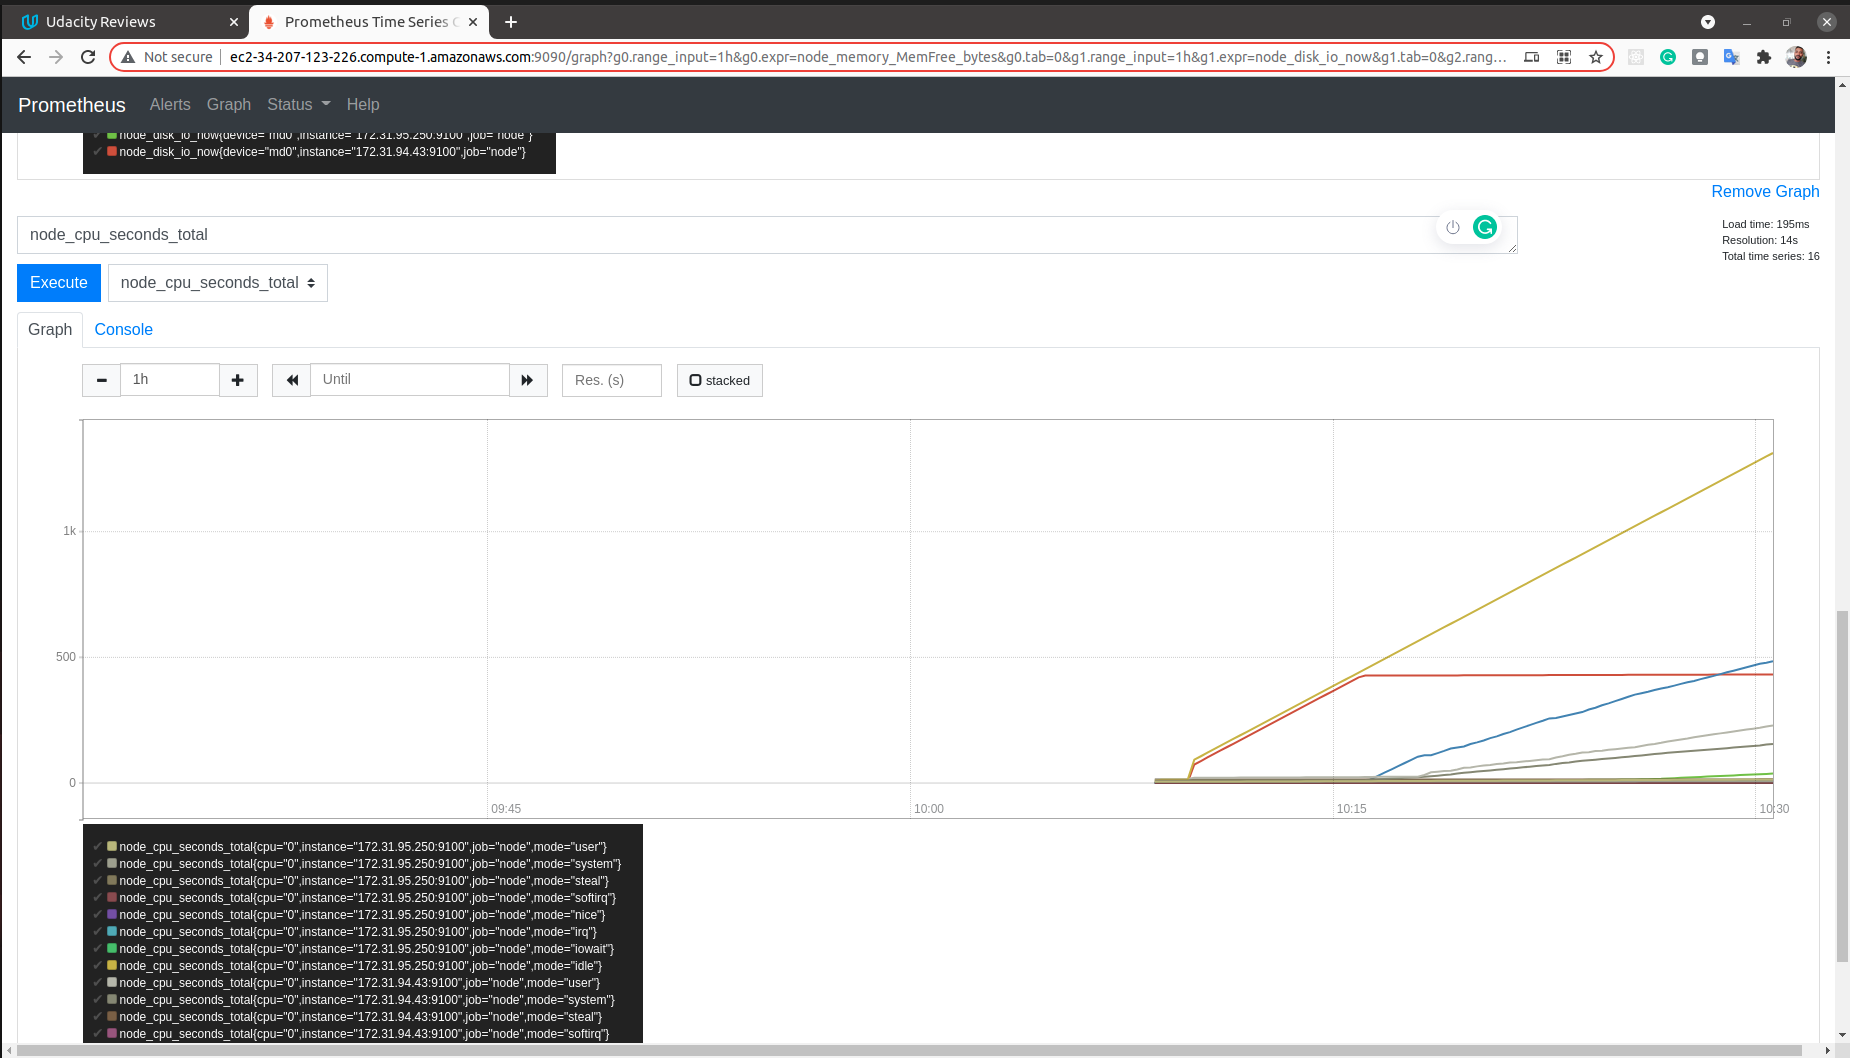 Udacity Reviews
Prometheus Time Series C
Not secure
ec2-34-207-123-226.compute-1.amazonaws.com:9090/graph?g0.range_input=1h&g0.expr=node_memory_MemFree_bytes&g0.tab=0&g1.range_input=1h&g1.expr=node_disk_io_now&g1.tab=0&g2.rang...
Prometheus Alerts Graph Status Help
node_disk_io_now{device="md0",instance="172.31.95.250:9100",job="node"}
node_disk_io_now{device="md0",instance="172.31.94.43:9100",job="node"}
Remove Graph
node_cpu_seconds_total
Load time: 195ms
Resolution: 14s
Total time series: 16
Execute node_cpu_seconds_total
Graph Console
1h Until Res. (s) stacked
1k
500
0
09:45 10:00 10:15 10:30
node_cpu_seconds_total{cpu="0",instance="172.31.95.250:9100",job="node",mode="user"}
node_cpu_seconds_total{cpu="0",instance="172.31.95.250:9100",job="node",mode="system"}
node_cpu_seconds_total{cpu="0",instance="172.31.95.250:9100",job="node",mode="steal"}
node_cpu_seconds_total{cpu="0",instance="172.31.95.250:9100",job="node",mode="softirq"}
node_cpu_seconds_total{cpu="0",instance="172.31.95.250:9100",job="node",mode="nice"}
node_cpu_seconds_total{cpu="0",instance="172.31.95.250:9100",job="node",mode="irq"}
node_cpu_seconds_total{cpu="0",instance="172.31.95.250:9100",job="node",mode="iowait"}
node_cpu_seconds_total{cpu="0",instance="172.31.95.250:9100",job="node",mode="idle"}
node_cpu_seconds_total{cpu="0",instance="172.31.94.43:9100",job="node",mode="user"}
node_cpu_seconds_total{cpu="0",instance="172.31.94.43:9100",job="node",mode="system"}
node_cpu_seconds_total{cpu="0",instance="172.31.94.43:9100",job="node",mode="steal"}
node_cpu_seconds_total{cpu="0",instance="172.31.94.43:9100",job="node",mode="softirq"}